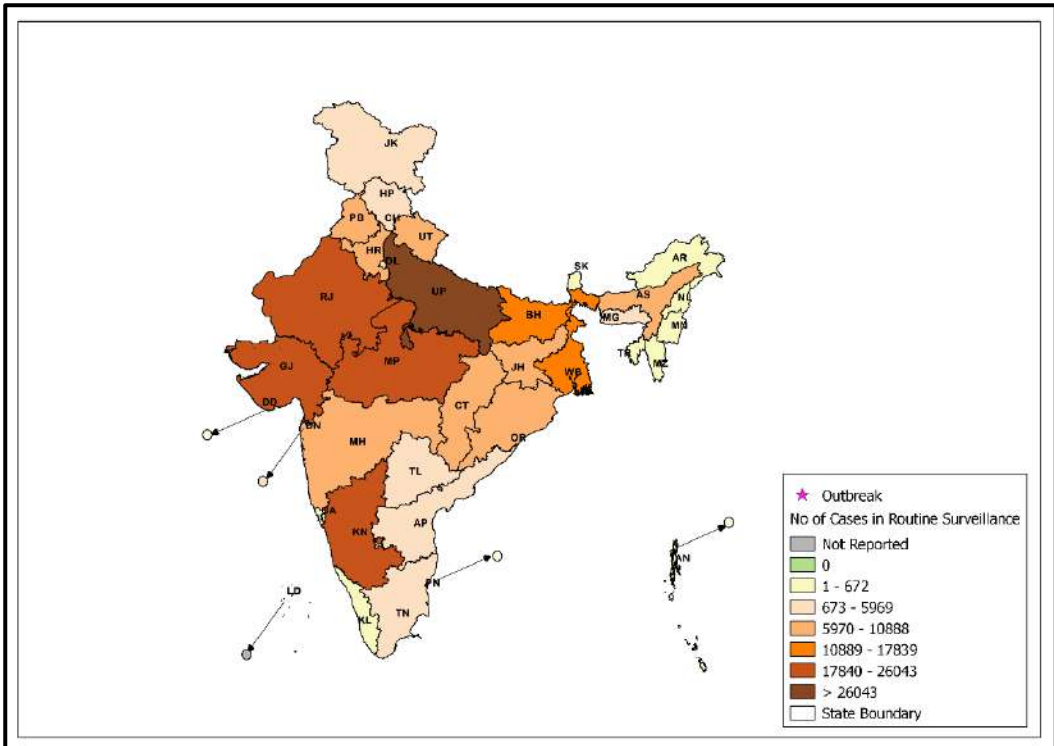 JK
HP
PB
CH
UT
HR
DL
AR
SK
UP
AS
NL
RJ
BH
MG
MN
TR
MZ
GJ
MP
JH
WB
CT
DD
DN
OR
MH
TL
GA
AP
KN
AN
PN
LD
TN
KL
Outbreak
No of Cases in Routine Surveillance
Not Reported
0
1 - 672
673 - 5969
5970 - 10888
10889 - 17839
17840 - 26043
> 26043
State Boundary